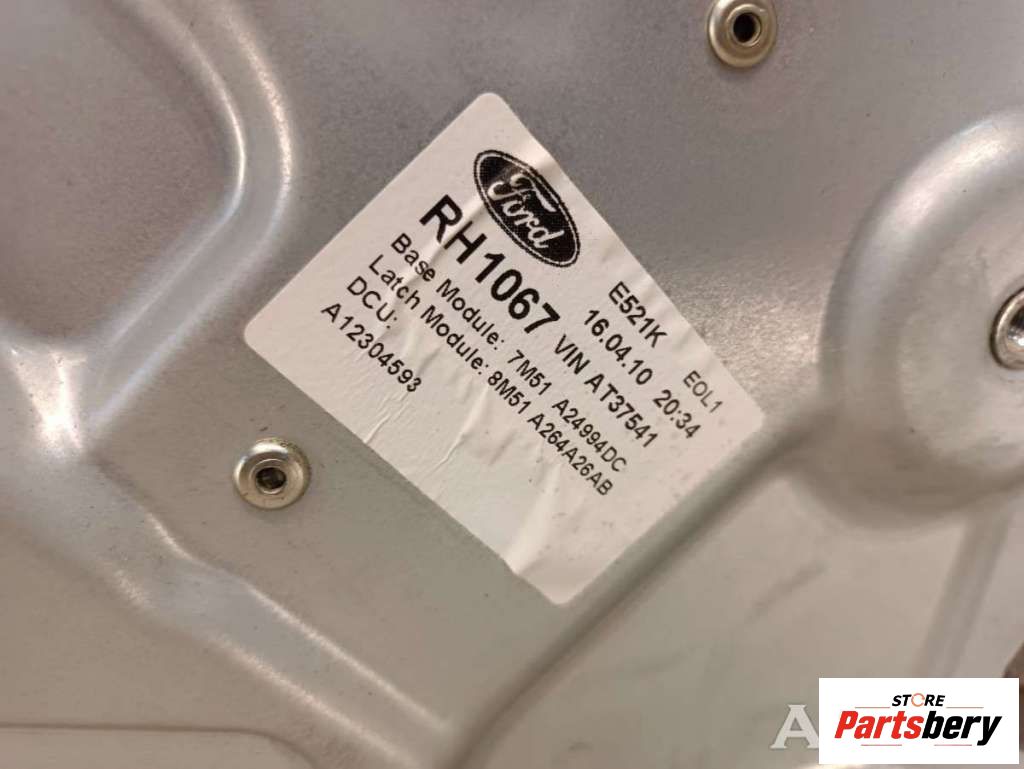 Ford
E521K EOL1
16.04.10 20:34
RH1067 VIN AT37541
Base Module: 7M51 A24994DC
Latch Module: 8M51 A264A26AB
DCU:
A12304593
A
STORE
Partsbery